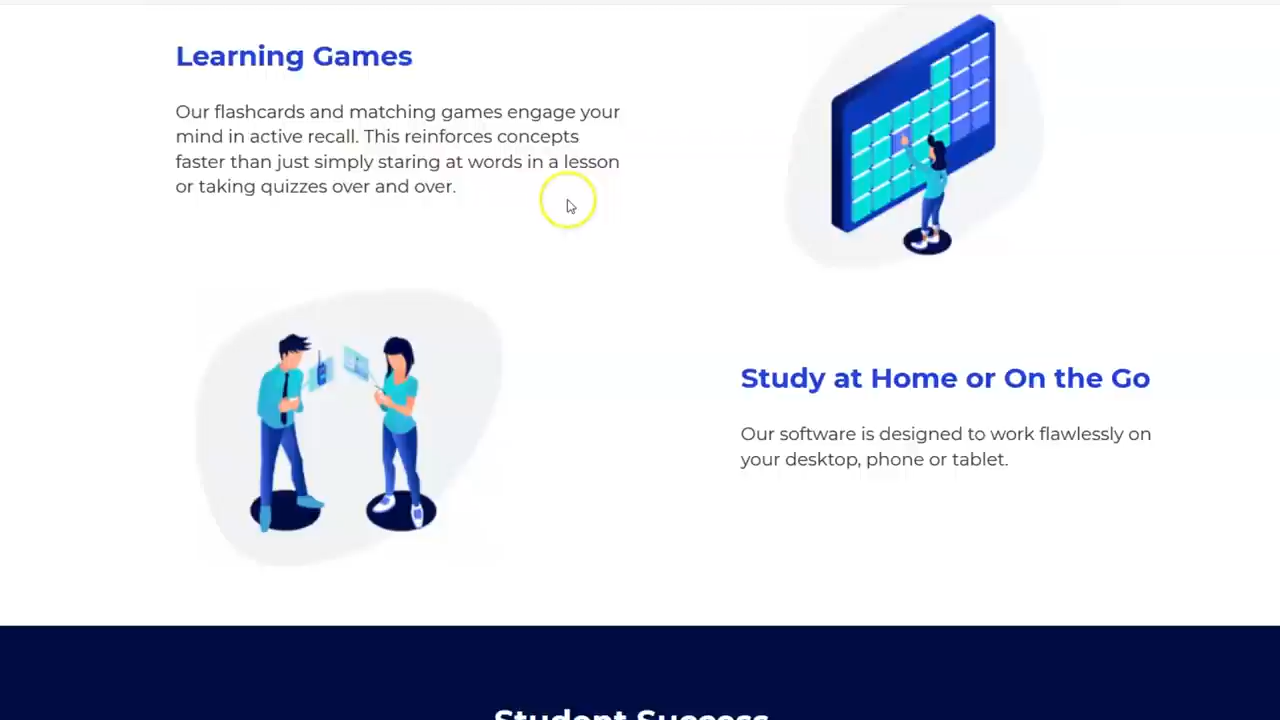 Learning Games
Our flashcards and matching games engage your
mind in active recall. This reinforces concepts
faster than just simply staring at words in a lesson
or taking quizzes over and over.
Study at Home or On the Go
Our software is designed to work flawlessly on
your desktop, phone or tablet.
Student Success